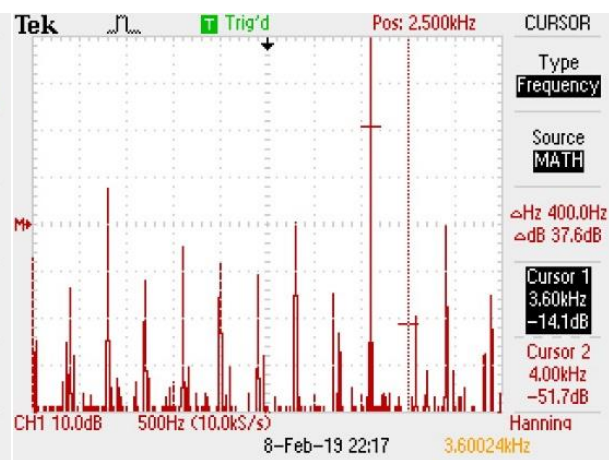 Tek T Trig'd Pos: 2.500kHz CURSOR
Type
Frequency
Source
MATH
M
△Hz 400.0Hz
△dB 37.6dB
Cursor 1
3.60kHz
-14.1dB
Cursor 2
4.00kHz
-51.7dB
CH1 10.0dB 500Hz (10.0kS/s) Hanning
8-Feb-19 22:17 3.60024kHz